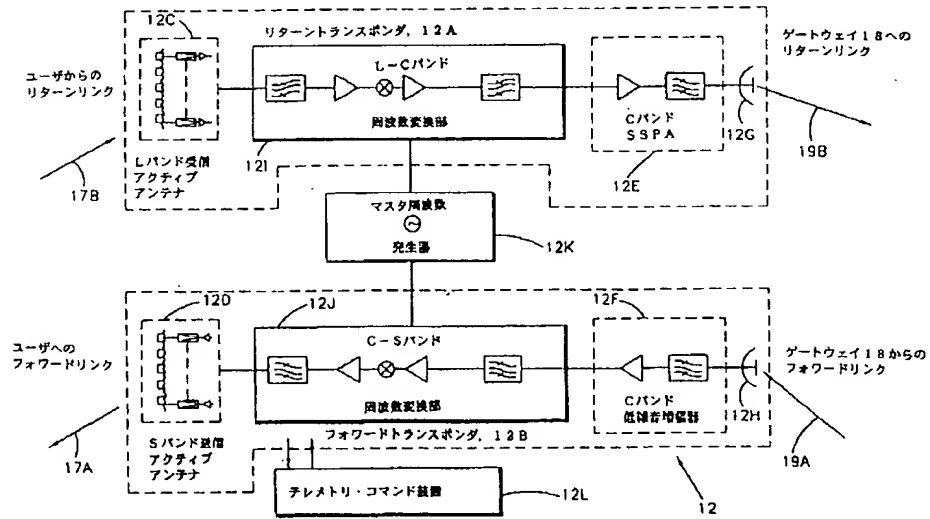 12C
リターントランスポンダ, 12A
ゲートウェイ18への
リターンリンク
ユーザからの
リターンリンク
L-Cバンド
周波数変換部
Cバンド
SSPA
12G
19B
12I
12E
Lバンド受信
アクティブ
アンテナ
17B
マスタ周波数
発生器
12K
12D
12J
12F
ユーザへの
フォワードリンク
C-Sバンド
周波数変換部
ゲートウェイ18からの
フォワードリンク
Cバンド
低雑音増幅器
12H
フォワードトランスポンダ, 12B
Sバンド送信
アクティブ
アンテナ
17A
19A
テレメトリ・コマンド装置
12L
12